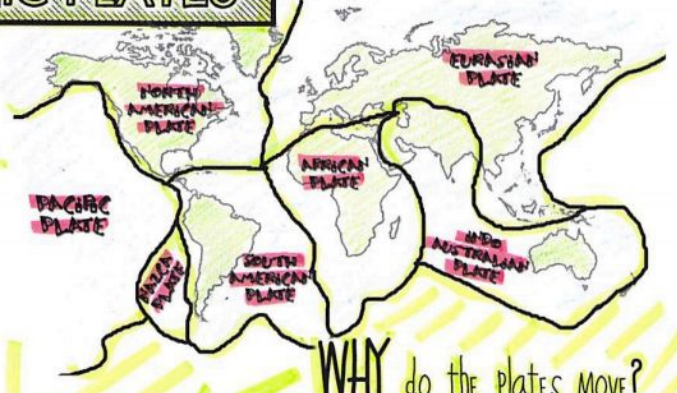 PLATES
EURASIAN
PLATE
NORTH
AMERICAN
PLATE
AFRICAN
PLATE
PACIFIC
PLATE
INDO
AUSTRALIAN
PLATE
NAZCA
PLATE
SOUTH
AMERICAN
PLATE
WHY do the PlatES MOVE?